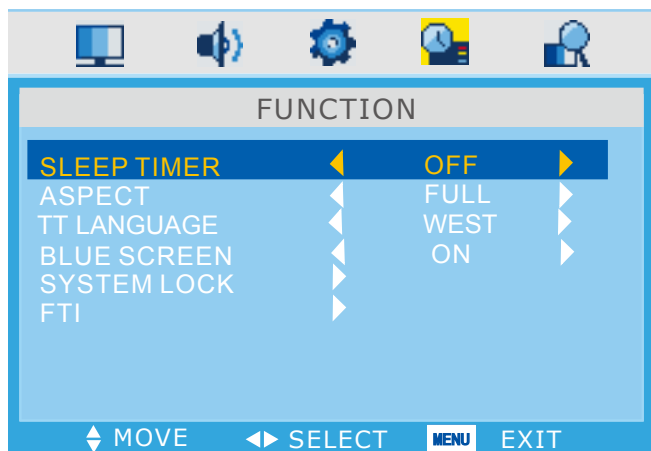 FUNCTION
SLEEP TIMER OFF
ASPECT FULL
TT LANGUAGE WEST
BLUE SCREEN ON
SYSTEM LOCK
FTI
MOVE SELECT MENU EXIT